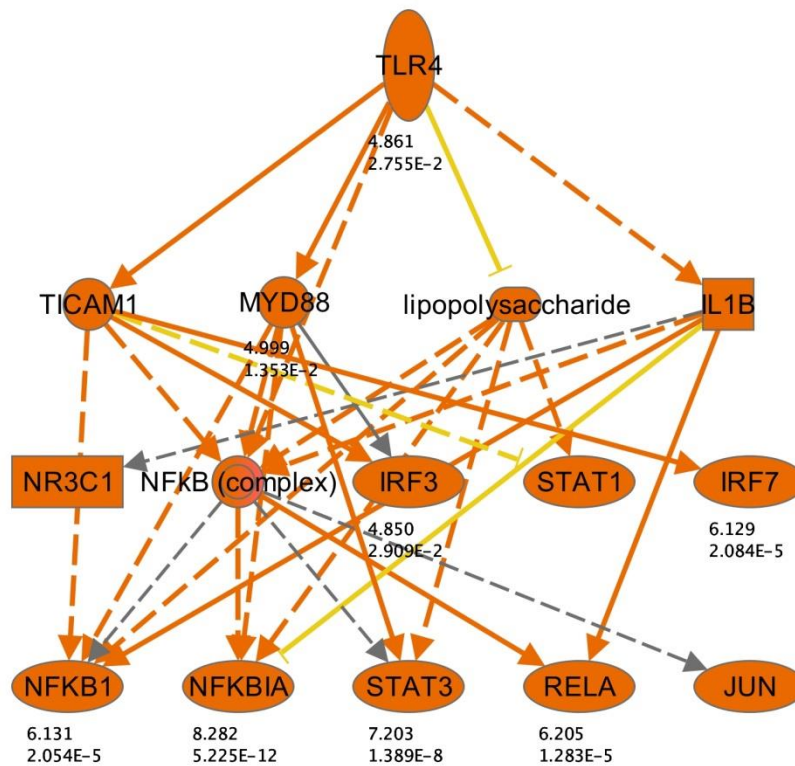 TLR4
4.861
2.755E-2
TICAM1
MYD88
lipopolysaccharide
IL1B
4.999
1.353E-2
NR3C1
NFkB (complex)
IRF3
STAT1
IRF7
4.850
2.909E-2
6.129
2.084E-5
NFKB1
NFKBIA
STAT3
RELA
JUN
6.131
2.054E-5
8.282
5.225E-12
7.203
1.389E-8
6.205
1.283E-5